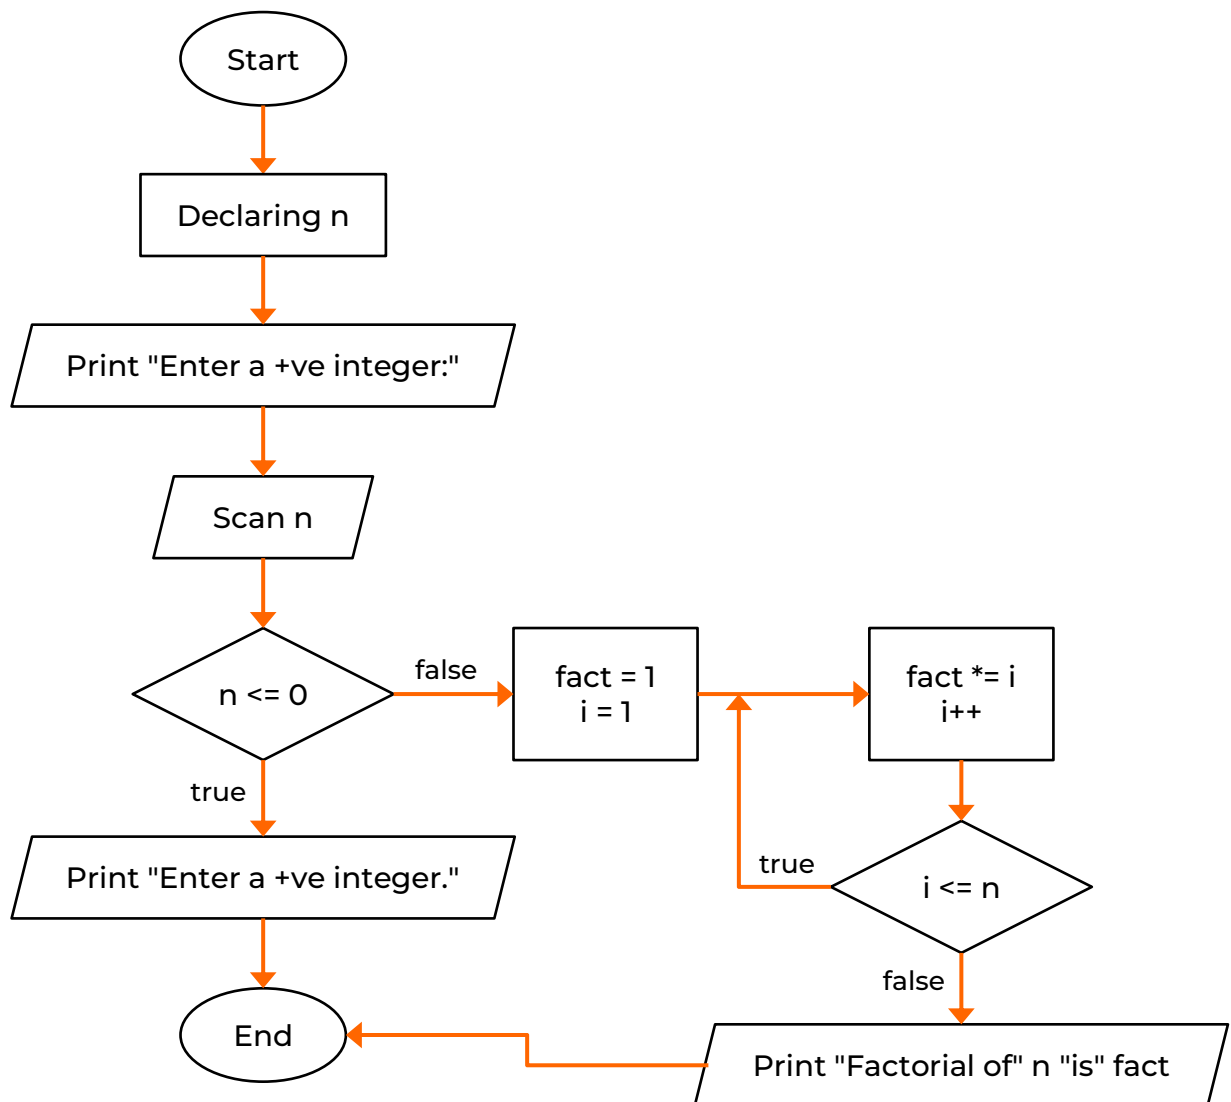 Start
Declaring n
Print "Enter a +ve integer:"
Scan n
n <= 0
false
fact = 1
i = 1
fact *= i
i++
true
Print "Enter a +ve integer."
true
i <= n
false
End
Print "Factorial of" n "is" fact